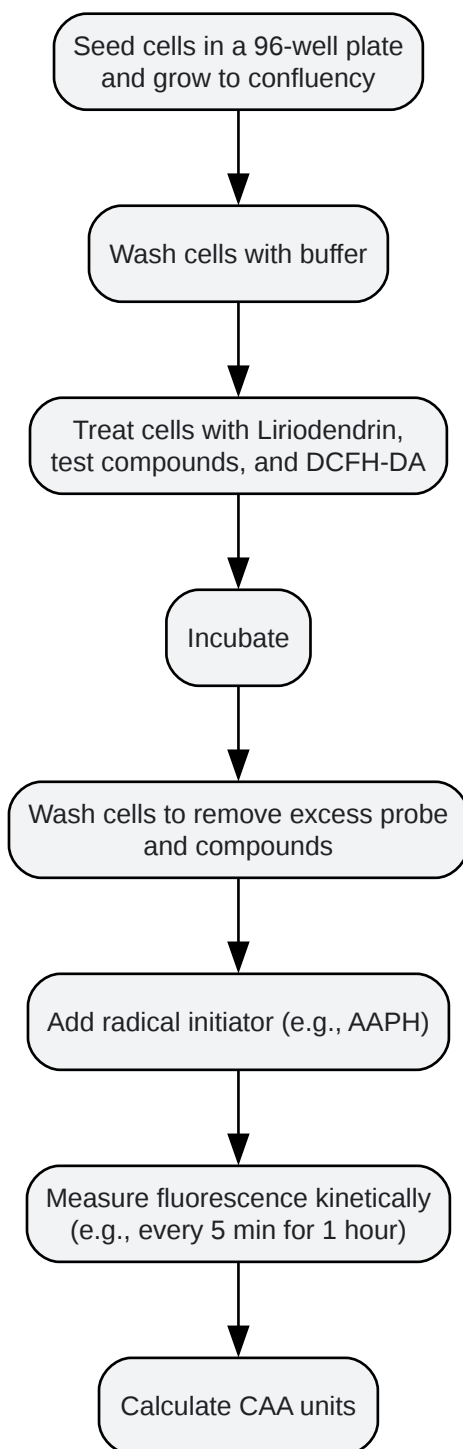 Seed cells in a 96-well plate
and grow to confluency
Wash cells with buffer
Treat cells with Liriodendrin,
test compounds, and DCFH-DA
Incubate
Wash cells to remove excess probe
and compounds
Add radical initiator (e.g., AAPH)
Measure fluorescence kinetically
(e.g., every 5 min for 1 hour)
Calculate CAA units